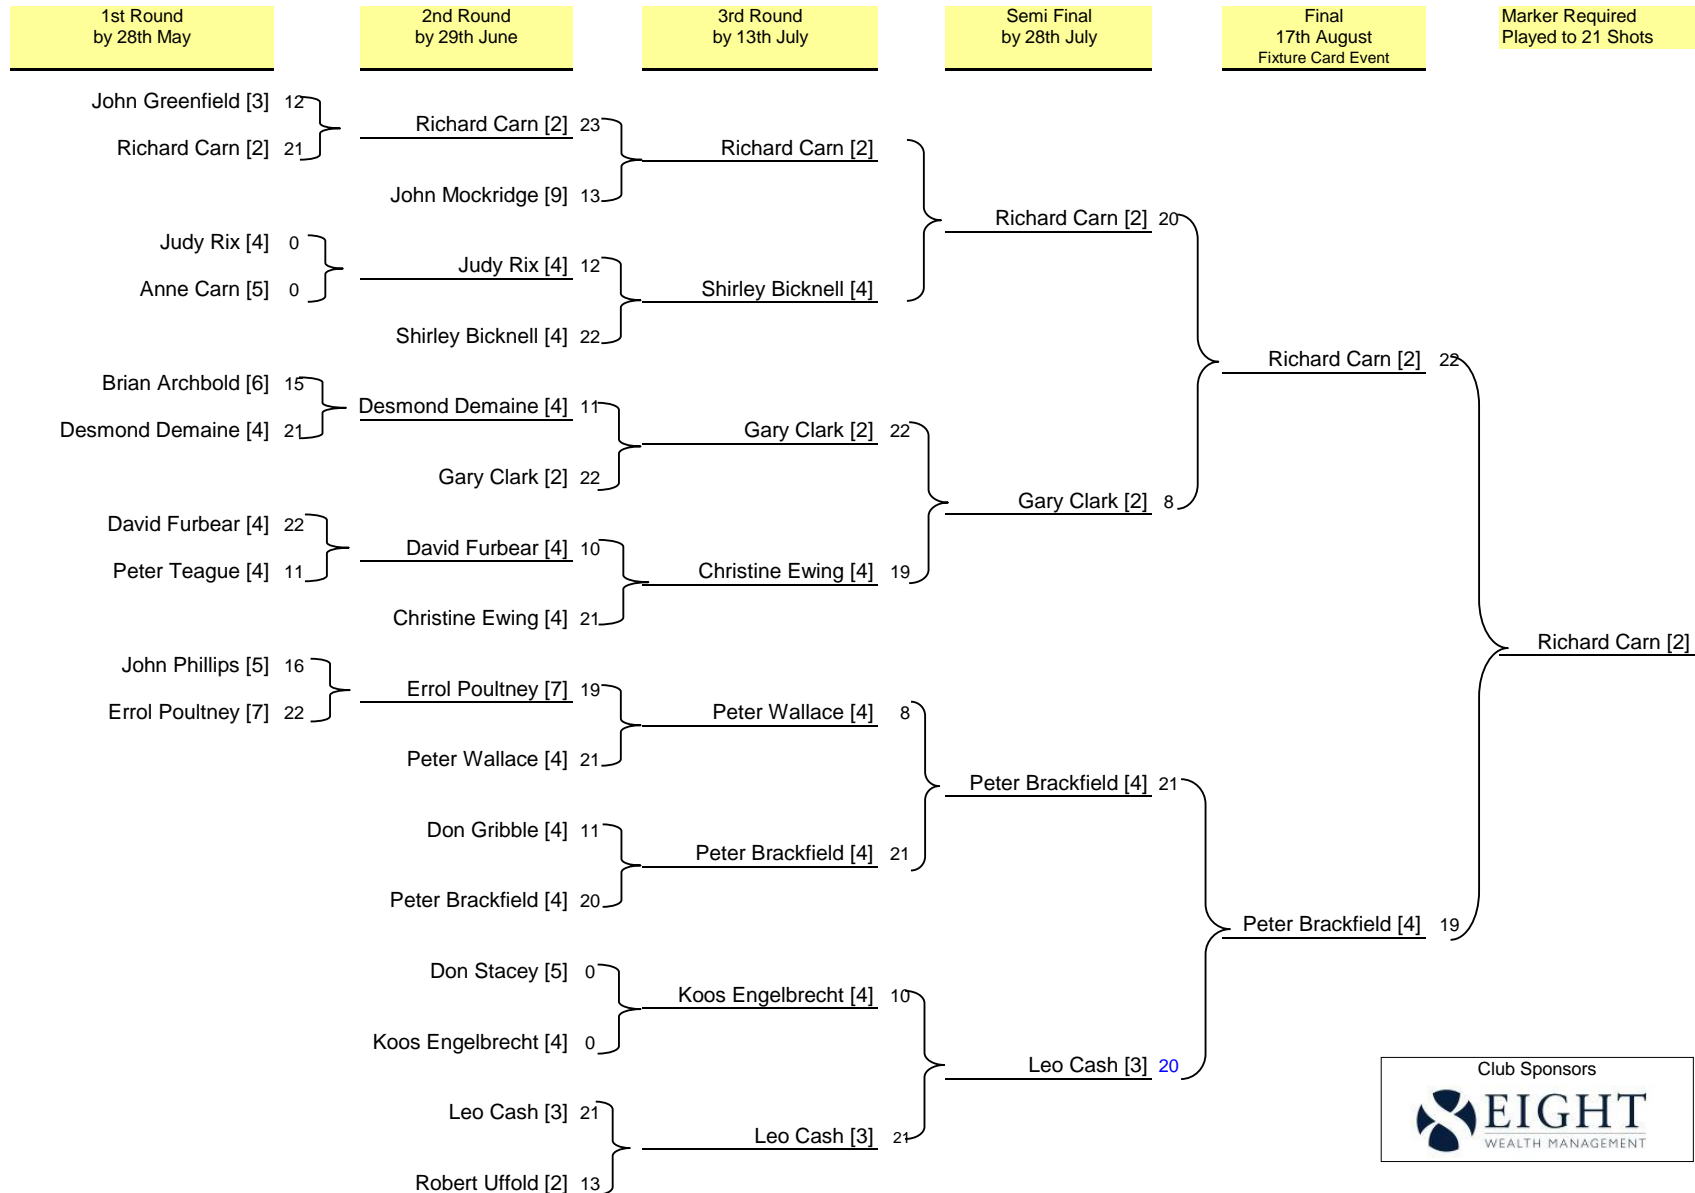 1st Round
by 28th May
2nd Round
by 29th June
3rd Round
by 13th July
Semi Final
by 28th July
Final
17th August
Fixture Card Event
Marker Required
Played to 21 Shots
John Greenfield [3] 12
Richard Carn [2] 21
Judy Rix [4] 0
Anne Carn [5] 0
Brian Archbold [6] 15
Desmond Demaine [4] 21
David Furbear [4] 22
Peter Teague [4] 11
John Phillips [5] 16
Errol Poultney [7] 22
Richard Carn [2] 23
John Mockridge [9] 13
Judy Rix [4] 12
Shirley Bicknell [4] 22
Desmond Demaine [4] 11
Gary Clark [2] 22
David Furbear [4] 10
Christine Ewing [4] 21
Errol Poultney [7] 19
Peter Wallace [4] 21
Don Gribble [4] 11
Peter Brackfield [4] 20
Don Stacey [5] 0
Koos Engelbrecht [4] 0
Leo Cash [3] 21
Robert Uffold [2] 13
Richard Carn [2]
Shirley Bicknell [4]
Gary Clark [2] 22
Christine Ewing [4] 19
Peter Wallace [4] 8
Peter Brackfield [4] 21
Koos Engelbrecht [4] 10
Leo Cash [3] 21
Richard Carn [2] 20
Gary Clark [2] 8
Peter Brackfield [4] 21
Leo Cash [3] 20
Richard Carn [2] 22
Peter Brackfield [4] 19
Richard Carn [2]
Club Sponsors
EIGHT
WEALTH MANAGEMENT